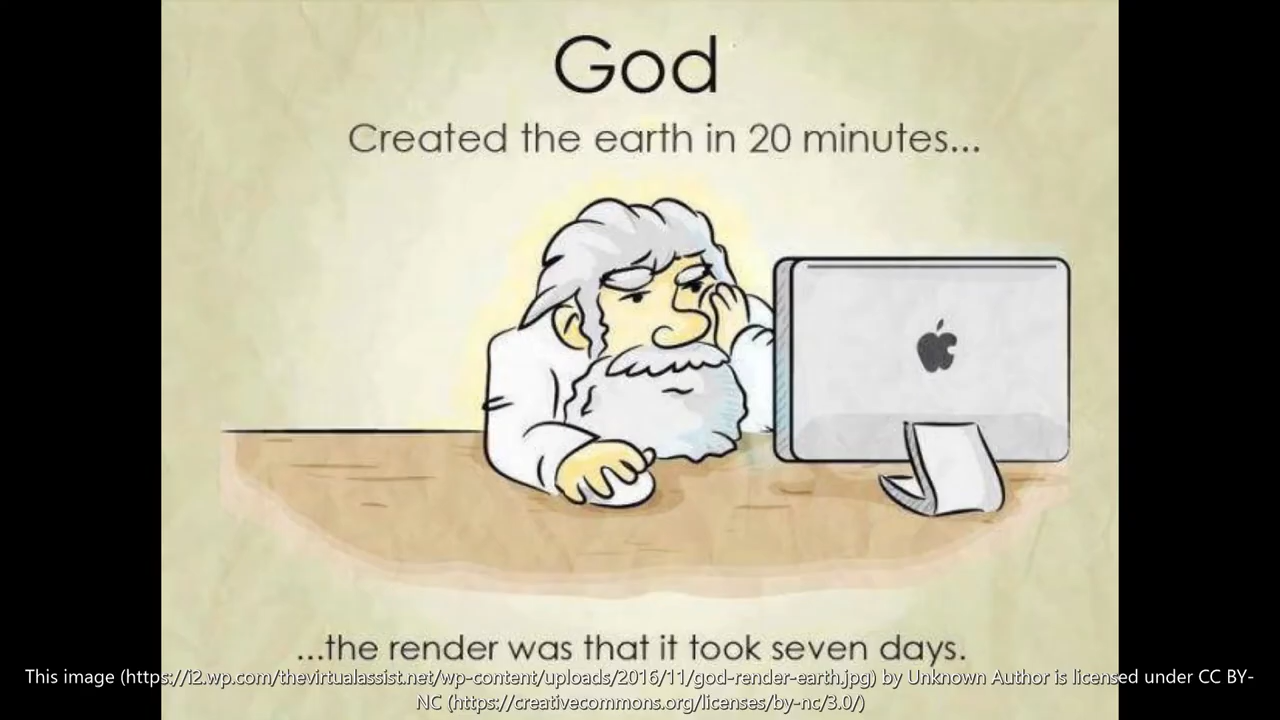 God
Created the earth in 20 minutes...
...the render was that it took seven days.
This image (https://i2.wp.com/thevirtualassist.net/wp-content/uploads/2016/11/god-render-earth.jpg) by Unknown Author is licensed under CC BY-
NC (https://creativecommons.org/licenses/by-nc/3.0/)